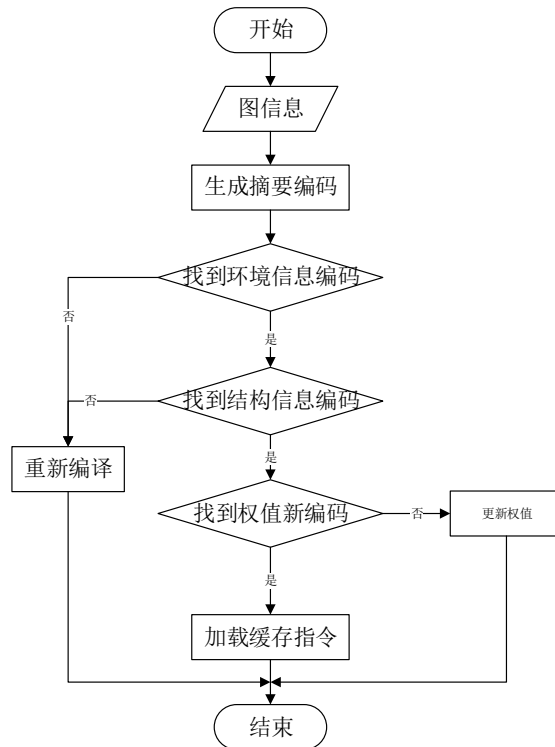 开始
图信息
生成摘要编码
找到环境信息编码
否
是
找到结构信息编码
否
是
重新编译
找到权值新编码
否
更新权值
是
加载缓存指令
结束